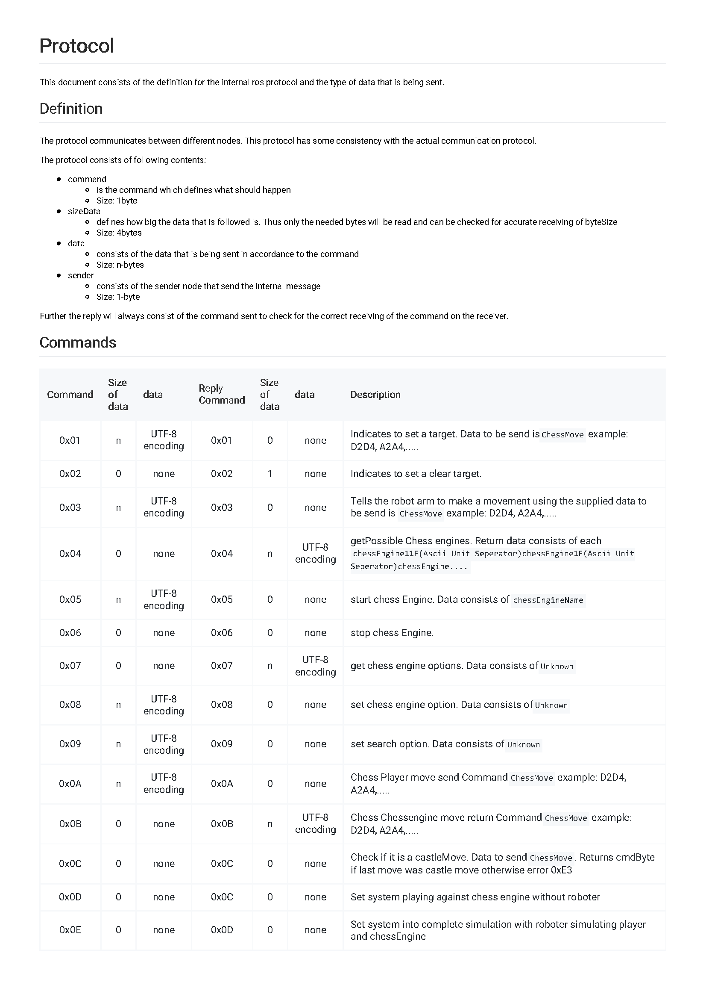 Protocol
This document consists of the definition for the internal ros protocol and the type of data that is being sent.
Definition
The protocol communicates between different nodes. This protocol has some consistency with the actual communication protocol.
The protocol consists of following contents:
command
is the command which defines what should happen
Size: 1byte
sizeData
defines how big the data that is followed is. Thus only the needed bytes will be read and can be checked for accurate receiving of byteSize
Size: 4bytes
data
consists of the data that is being sent in accordance to the command
Size: n-bytes
sender
consists of the sender node that send the internal message
Size: 1-byte
Further the reply will always consist of the command sent to check for the correct receiving of the command on the receiver.
Commands
Command Size of data data Reply Command Size of data data Description
0x01 n UTF-8 encoding 0x01 0 none Indicates to set a target. Data to be send is ChessMove example:
D2D4, A2A4,.....
0x02 0 none 0x02 1 none Indicates to set a clear target.
0x03 n UTF-8 encoding 0x03 0 none Tells the robot arm to make a movement using the supplied data to
be send is ChessMove example: D2D4, A2A4,.....
0x04 0 none 0x04 n UTF-8 encoding getPossible Chess engines. Return data consists of each
chessEngine11F(Ascii Unit Seperator)chessEngine1F(Ascii Unit
Seperator)chessEngine....
0x05 n UTF-8 encoding 0x05 0 none start chess Engine. Data consists of chessEngineName
0x06 0 none 0x06 0 none stop chess Engine.
0x07 0 none 0x07 n UTF-8 encoding get chess engine options. Data consists of Unknown
0x08 n UTF-8 encoding 0x08 0 none set chess engine option. Data consists of Unknown
0x09 n UTF-8 encoding 0x09 0 none set search option. Data consists of Unknown
0x0A n UTF-8 encoding 0x0A 0 none Chess Player move send Command ChessMove example: D2D4,
A2A4,.....
0x0B 0 none 0x0B n UTF-8 encoding Chess Chessengine move return Command ChessMove example:
D2D4, A2A4,.....
0x0C 0 none 0x0C 0 none Check if it is a castleMove. Data to send ChessMove . Returns cmdByte
if last move was castle move otherwise error 0xE3
0x0D 0 none 0x0C 0 none Set system playing against chess engine without roboter
0x0E 0 none 0x0D 0 none Set system into complete simulation with roboter simulating player
and chessEngine